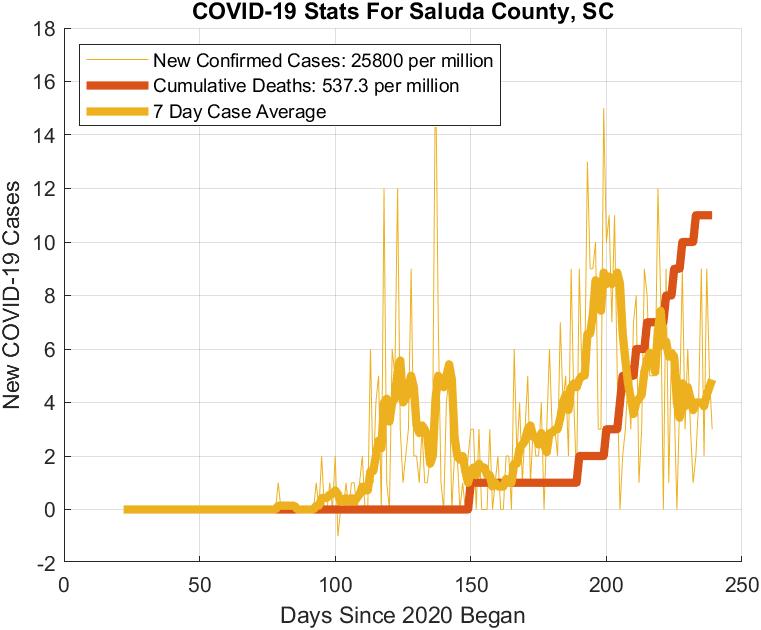 COVID-19 Stats For Saluda County, SC
New Confirmed Cases: 25800 per million
Cumulative Deaths: 537.3 per million
7 Day Case Average
New COVID-19 Cases
18
16
14
12
10
8
6
4
2
0
-2
0 50 100 150 200 250
Days Since 2020 Began